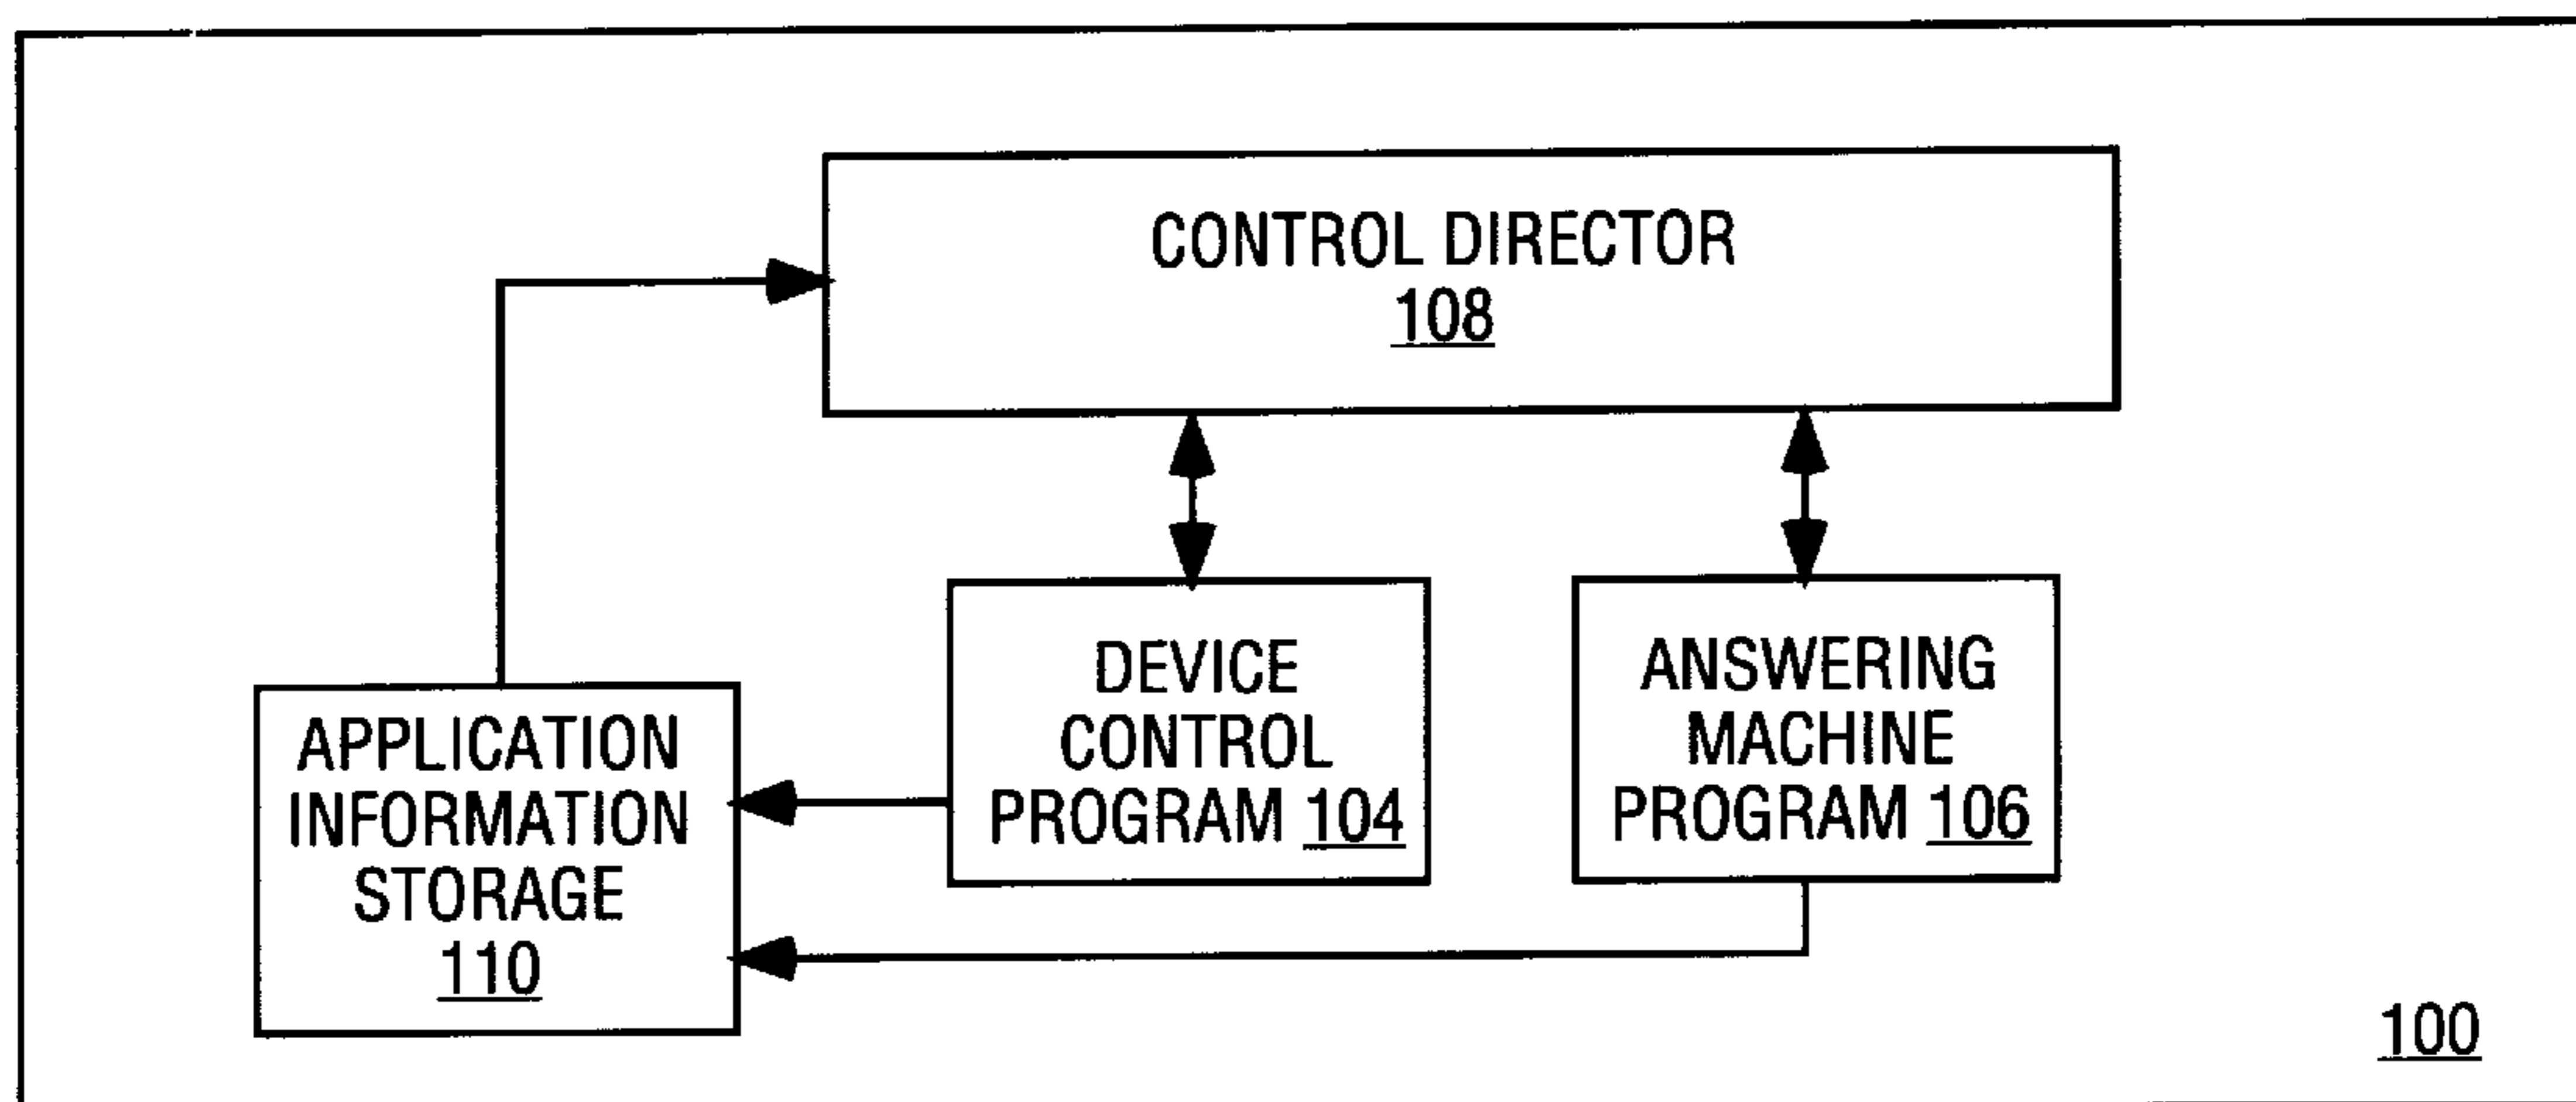 CONTROL DIRECTOR
108
DEVICE
CONTROL
PROGRAM 104
ANSWERING
MACHINE
PROGRAM 106
APPLICATION
INFORMATION
STORAGE
110
100